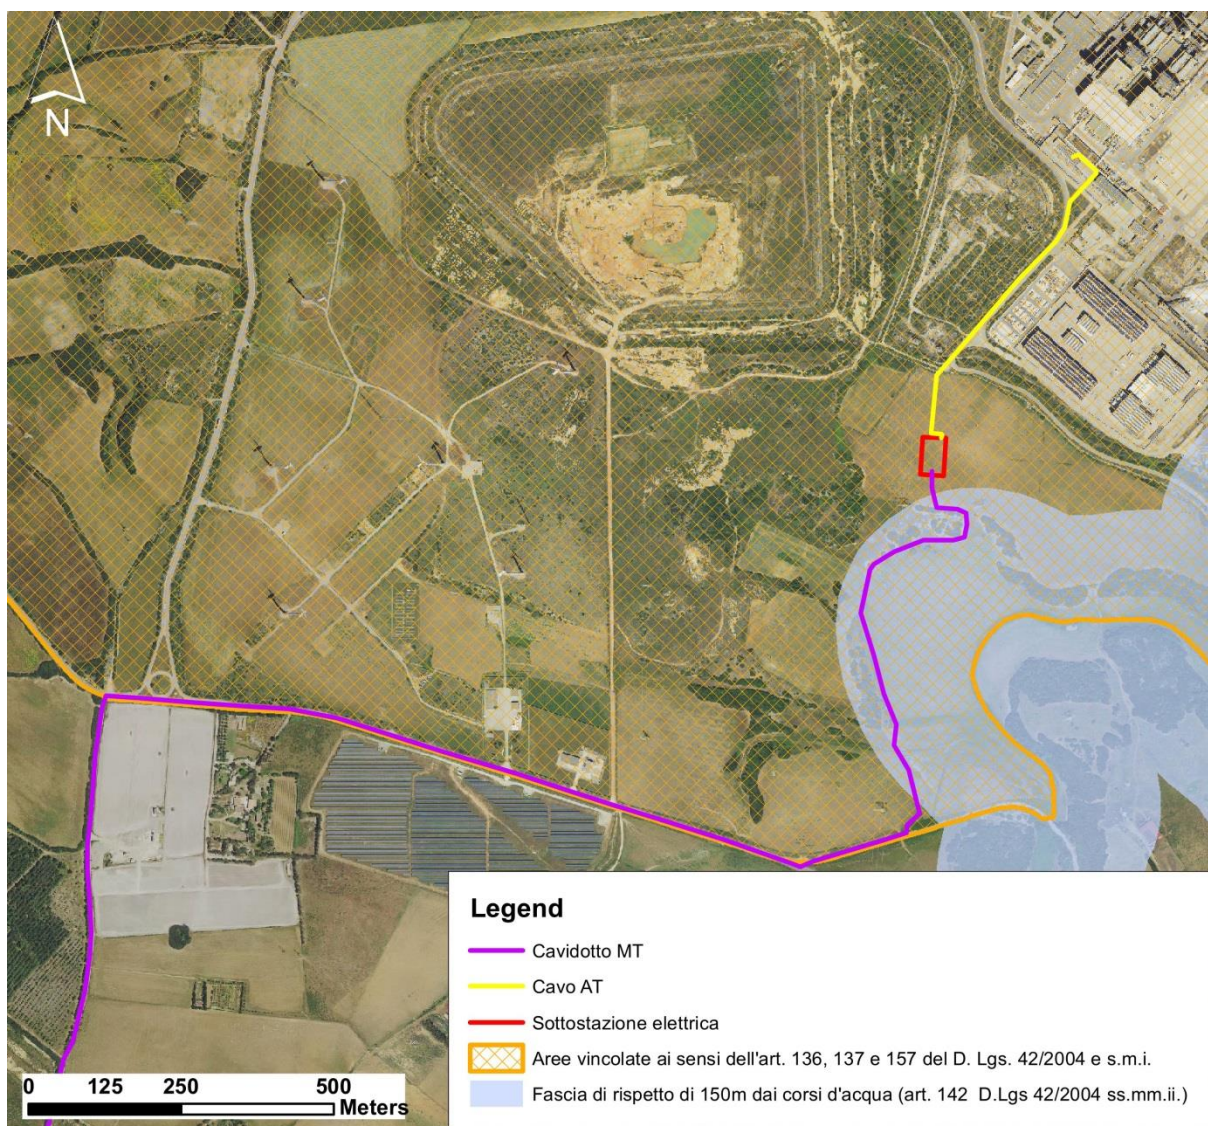 N
Legend
Cavidotto MT
Cavo AT
Sottostazione elettrica
Aree vincolate ai sensi dell'art. 136, 137 e 157 del D. Lgs. 42/2004 e s.m.i.
Fascia di rispetto di 150m dai corsi d'acqua (art. 142 D.Lgs 42/2004 ss.mm.ii.)
0 125 250 500
Meters